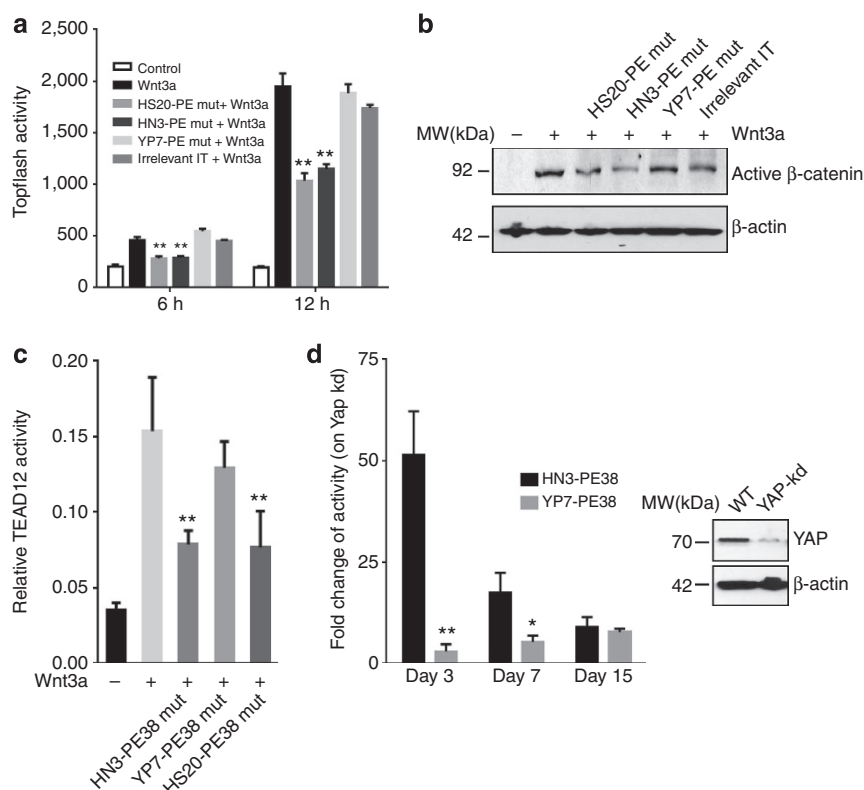 a
2,500
2,000
1,500
1,000
500
0
Topflash activity
Control
Wnt3a
HS20-PE mut+ Wnt3a
HN3-PE mut + Wnt3a
YP7-PE mut + Wnt3a
Irrelevant IT + Wnt3a
** **
** **
6 h 12 h
b
HS20-PE mut
HN3-PE mut
YP7-PE mut
Irrelevant IT
MW(kDa) – + + + + + Wnt3a
92 Active β-catenin
42 β-actin
c
0.20
0.15
0.10
0.05
0.00
Relative TEAD12 activity
**
**
Wnt3a – + + + +
HN3-PE38 mut
YP7-PE38 mut
HS20-PE38 mut
d
75
50
25
0
Fold change of activity (on Yap kd)
HN3-PE38
YP7-PE38
**
*
Day 3 Day 7 Day 15
WT
YAP-kd
MW(kDa)
70 YAP
42 β-actin